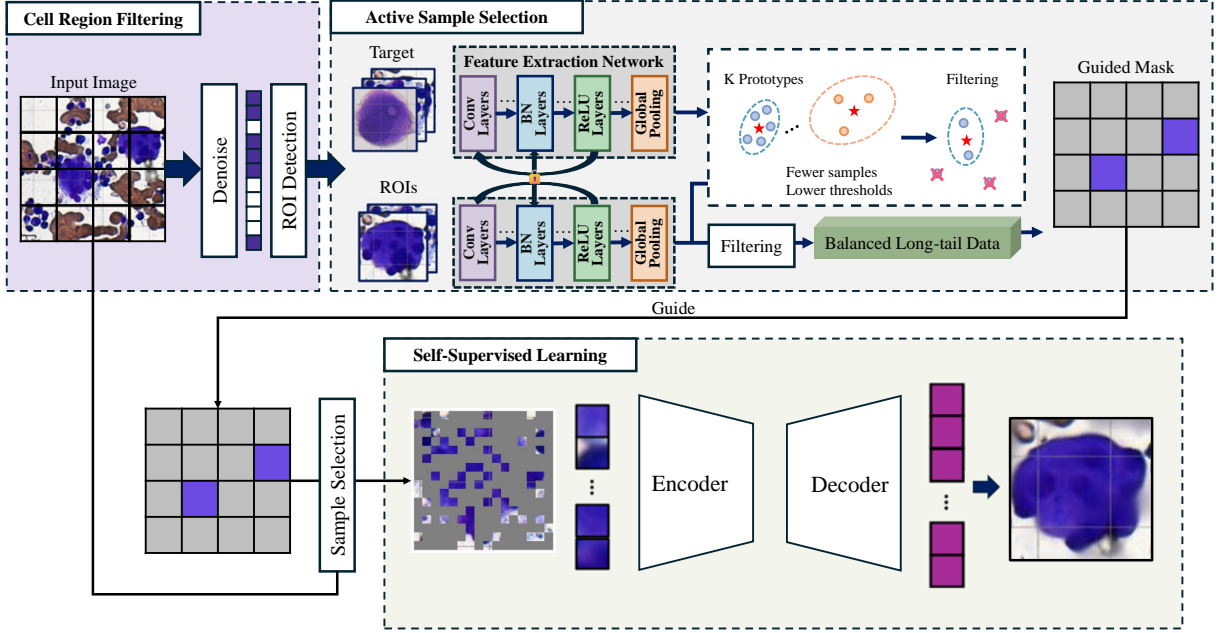 Cell Region Filtering
Input Image
Denoise
ROI Detection
Active Sample Selection
Target
ROIs
Feature Extraction Network
Conv
Layers
BN
Layers
ReLU
Layers
Global
Pooling
Conv
Layers
BN
Layers
ReLU
Layers
Global
Pooling
K Prototypes
Filtering
Fewer samples
Lower thresholds
Filtering
Balanced Long-tail Data
Guided Mask
Guide
Sample Selection
Self-Supervised Learning
Encoder
Decoder